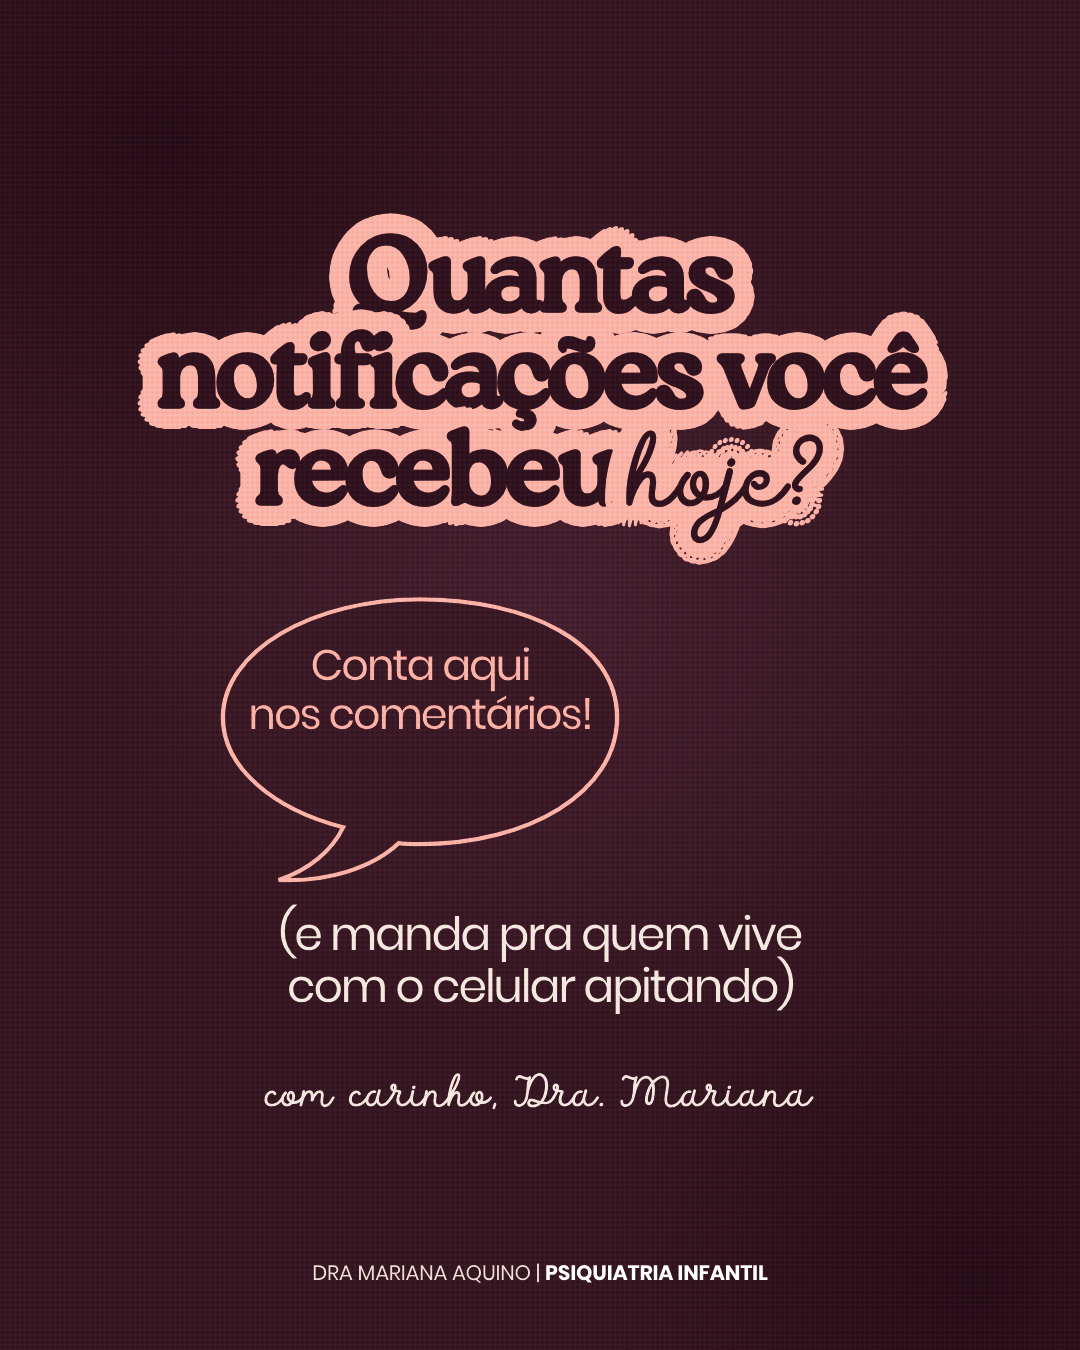 Quantas
notificações você
recebeu hoje?
Conta aqui
nos comentários!
(e manda pra quem vive
com o celular apitando)
com carinho, Dra. Mariana
DRA MARIANA AQUINO | PSIQUIATRIA INFANTIL